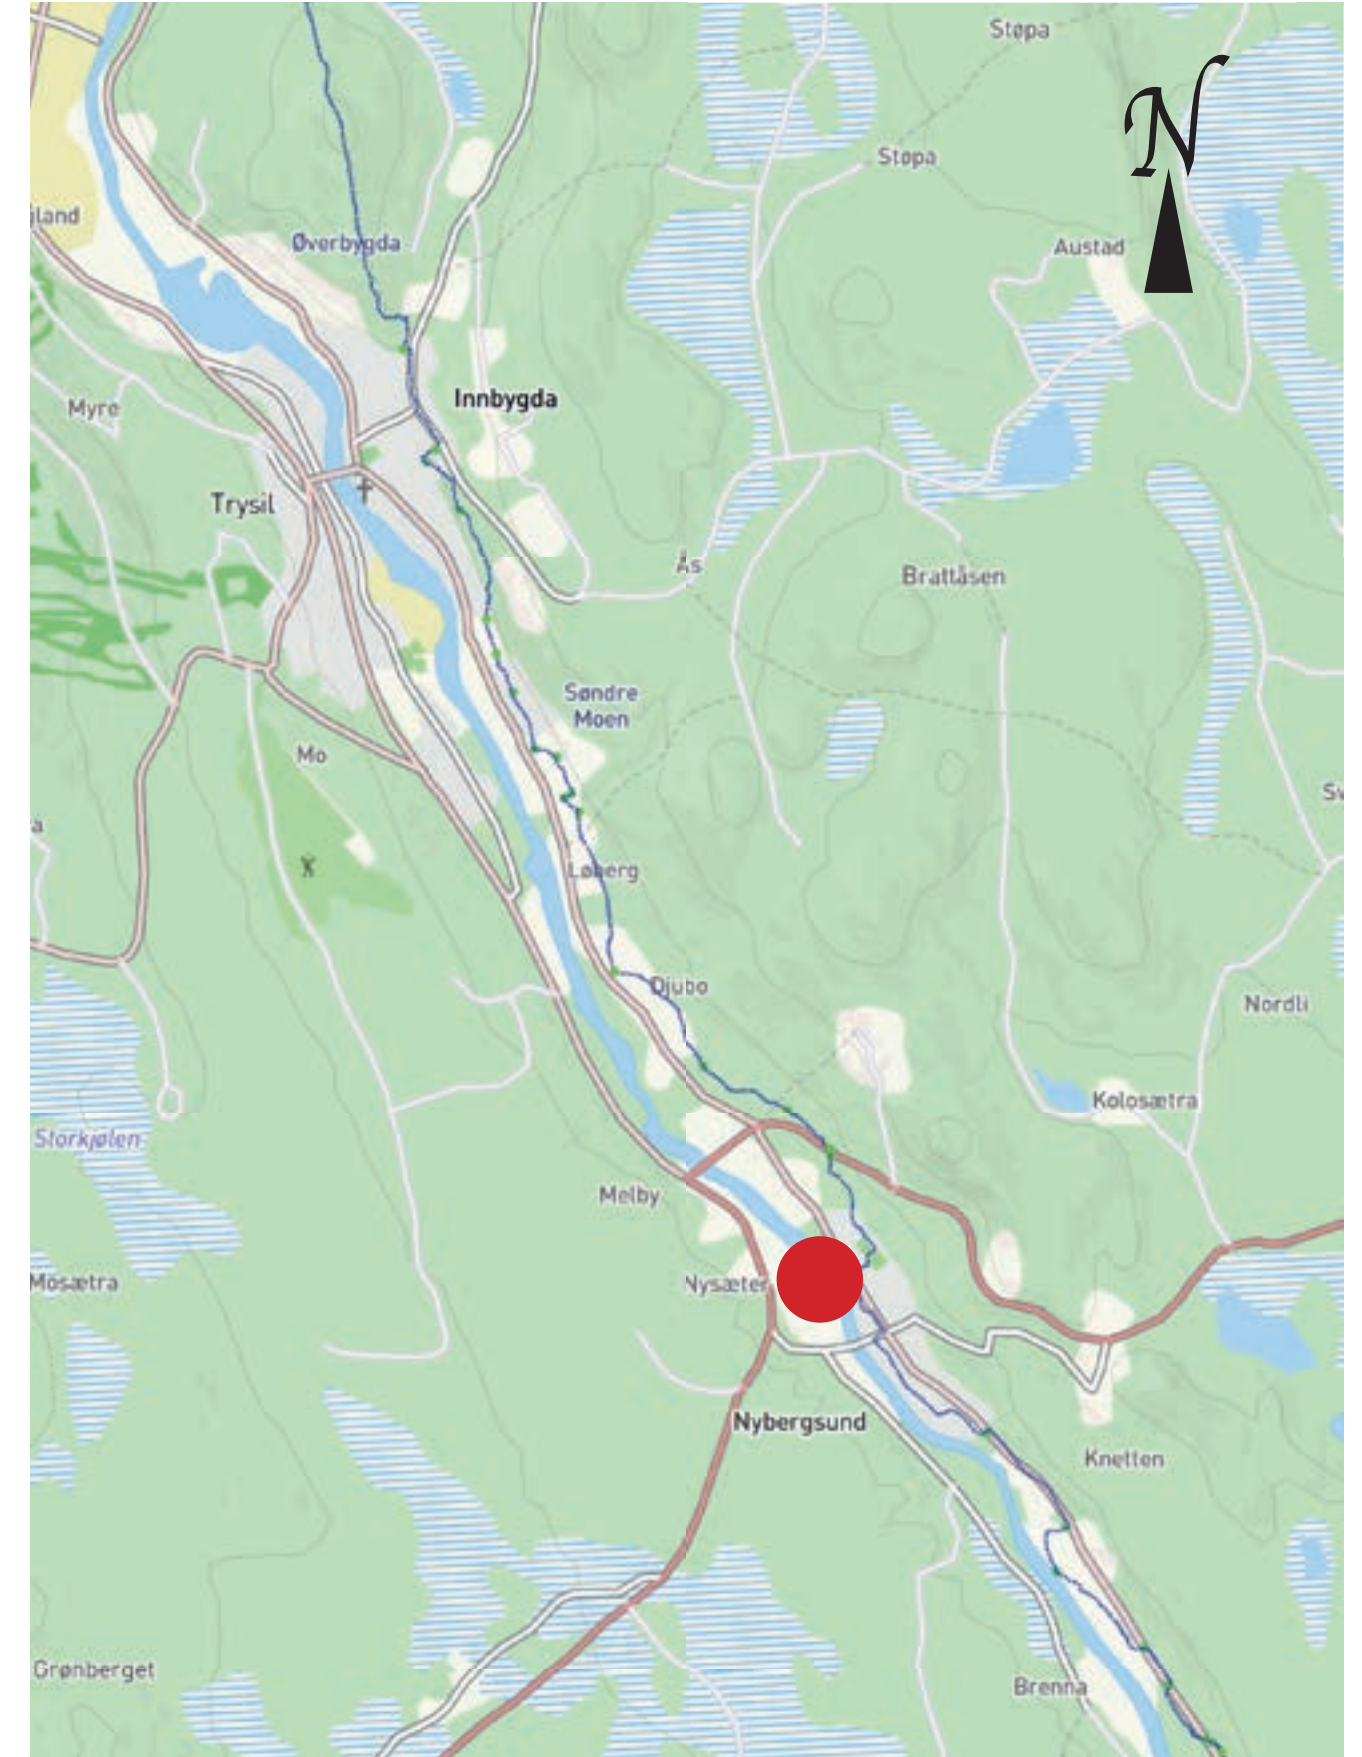 Støpa
N
Støpa
gland
Øverbygda
Austad
Innbygda
Myre
Trysil
Ås
Brattåsen
Søndre
Moen
Mo
Løberg
Djubo
Nordli
Kolosætra
Storkjølen
Melby
Mosætra
Nysæter
Nybergsund
Knetten
Grønberget
Brenna